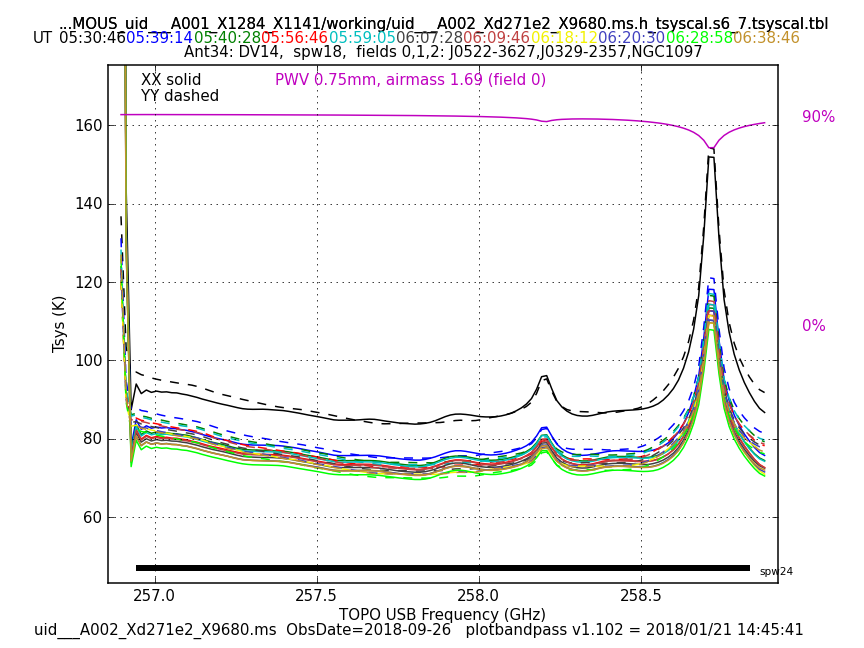 ...MOUS_uid___A001_X1284_X1141/working/uid___A002_Xd271e2_X9680.ms.h_tsyscal.s6_7.tsyscal.tbl
UT 05:30:46 05:39:14 05:40:28 05:56:46 05:59:05 06:07:28 06:09:46 06:18:12 06:20:30 06:28:58 06:38:46
Ant34: DV14, spw18, fields 0,1,2: J0522-3627,J0329-2357,NGC1097
XX solid
PWV 0.75mm, airmass 1.69 (field 0)
YY dashed
90%
160
140
120
0%
Tsys (K)
100
80
60
spw24
257.0 257.5 258.0 258.5
TOPO USB Frequency (GHz)
uid___A002_Xd271e2_X9680.ms ObsDate=2018-09-26 plotbandpass v1.102 = 2018/01/21 14:45:41